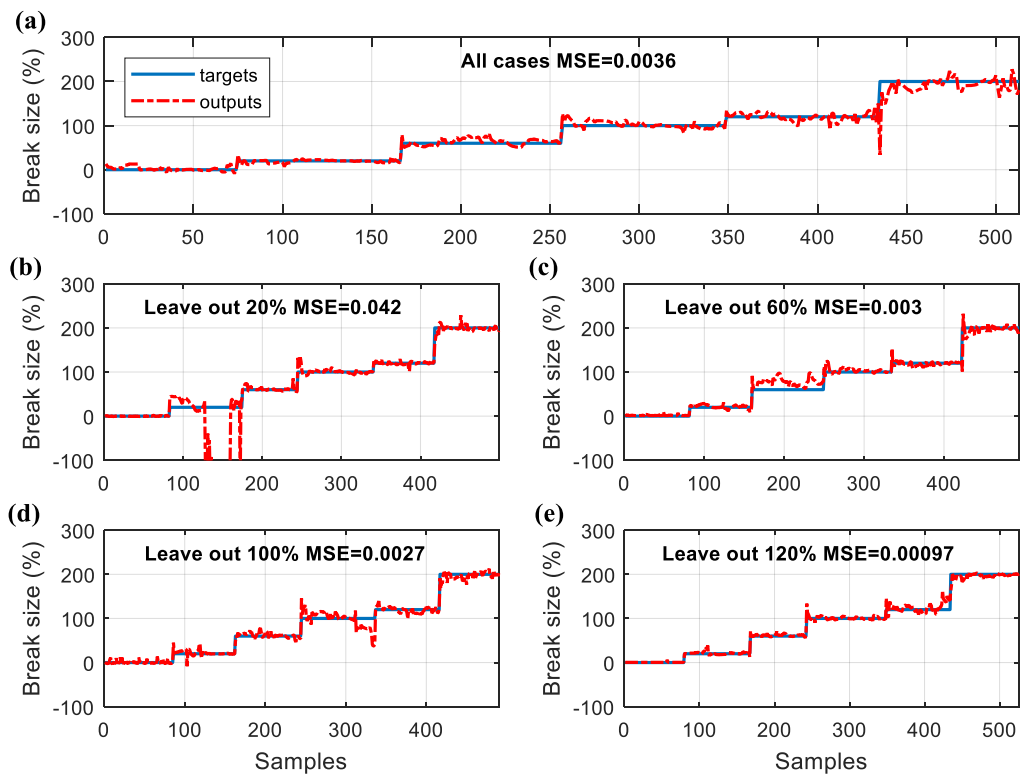 (a)
All cases MSE=0.0036
targets
outputs
Break size (%)
300
200
100
0
-100
0 50 100 150 200 250 300 350 400 450 500
(b)
Leave out 20% MSE=0.042
Break size (%)
300
200
100
0
-100
0 100 200 300 400
(c)
Leave out 60% MSE=0.003
Break size (%)
300
200
100
0
-100
0 100 200 300 400
(d)
Leave out 100% MSE=0.0027
Break size (%)
300
200
100
0
-100
0 100 200 300 400
Samples
(e)
Leave out 120% MSE=0.00097
Break size (%)
300
200
100
0
-100
0 100 200 300 400 500
Samples